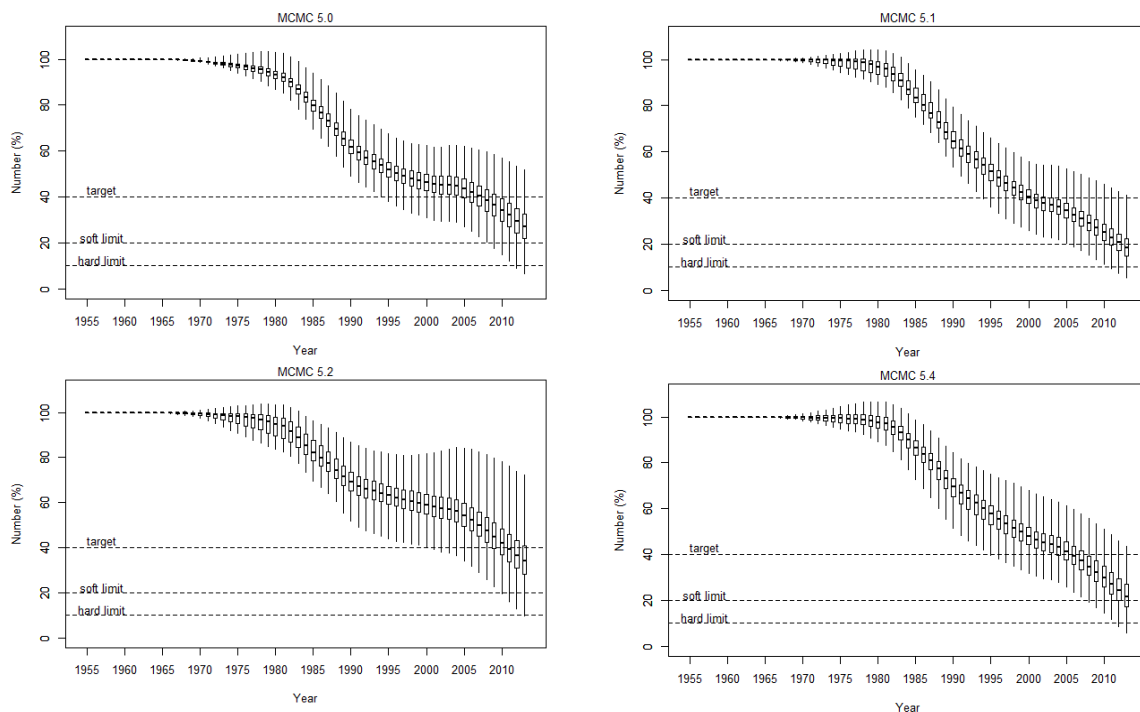 MCMC 5.0
Number (%)
100
80
60
40
20
0
target
soft limit
hard limit
1955 1960 1965 1970 1975 1980 1985 1990 1995 2000 2005 2010
Year
MCMC 5.1
Number (%)
100
80
60
40
20
0
target
soft limit
hard limit
1955 1960 1965 1970 1975 1980 1985 1990 1995 2000 2005 2010
Year
MCMC 5.2
Number (%)
100
80
60
40
20
0
target
soft limit
hard limit
1955 1960 1965 1970 1975 1980 1985 1990 1995 2000 2005 2010
Year
MCMC 5.4
Number (%)
100
80
60
40
20
0
target
soft limit
hard limit
1955 1960 1965 1970 1975 1980 1985 1990 1995 2000 2005 2010
Year